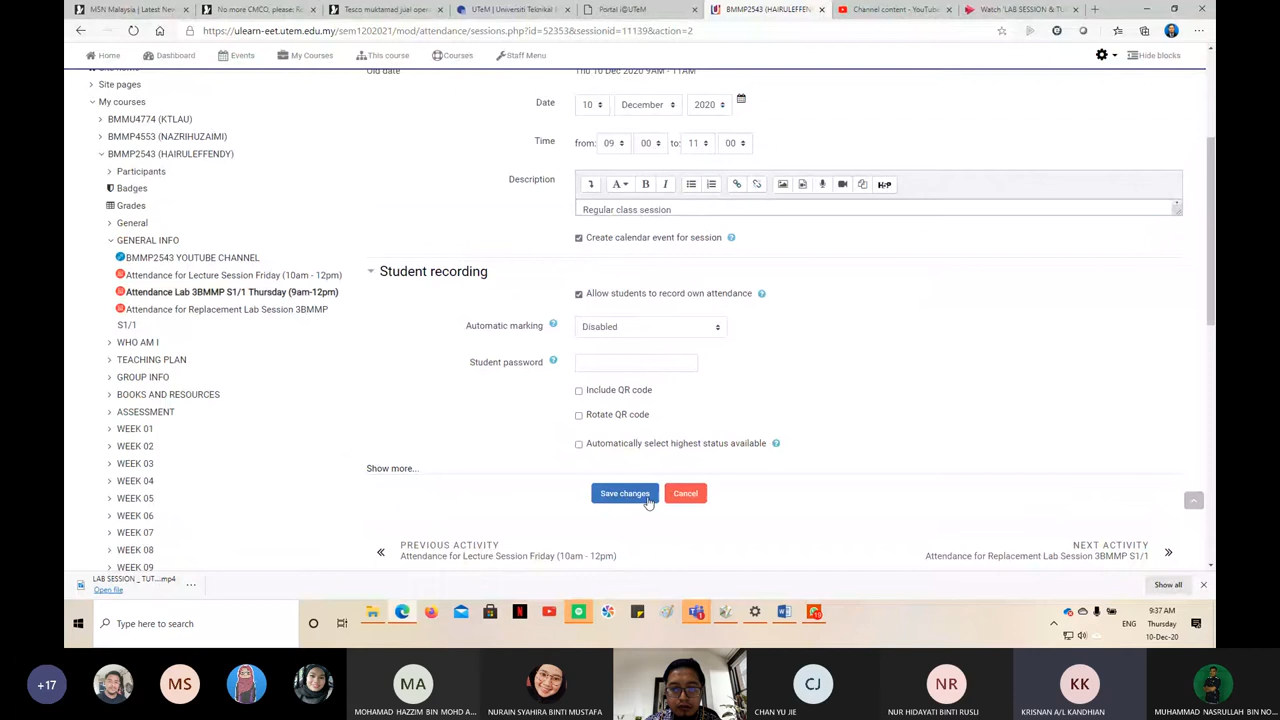 MSN Malaysia | Latest New
No more CMCO, please: Re
Tesco muktamad jual oper
UTeM | Universiti Teknikal
Portal i@UTeM
BMMP2543 (HAIRULEFFEN
Channel content - YouTube
Watch 'LAB SESSION & TU
https://ulearn-eet.utem.edu.my/sem1202021/mod/attendance/sessions.php?id=52353&sessionid=11139&action=2
Home
Dashboard
Events
My Courses
This course
Courses
Staff Menu
Hide blocks
Site pages
My courses
BMMU4774 (KTLAU)
BMMP4553 (NAZRIHUZAIMI)
BMMP2543 (HAIRULEFFENDY)
Participants
Badges
Grades
General
GENERAL INFO
BMMP2543 YOUTUBE CHANNEL
Attendance for Lecture Session Friday (10am - 12pm)
Attendance Lab 3BMMP S1/1 Thursday (9am-12pm)
Attendance for Replacement Lab Session 3BMMP
S1/1
WHO AM I
TEACHING PLAN
GROUP INFO
BOOKS AND RESOURCES
ASSESSMENT
WEEK 01
WEEK 02
WEEK 03
WEEK 04
WEEK 05
WEEK 06
WEEK 07
WEEK 08
WEEK 09
Old date Thu 10 Dec 2020 9AM - 11AM
Date 10 December 2020
Time from: 09 00 to: 11 00
Description
A B I H-P
Regular class session
Create calendar event for session
Student recording
Allow students to record own attendance
Automatic marking Disabled
Student password
Include QR code
Rotate QR code
Automatically select highest status available
Show more...
Save changes Cancel
PREVIOUS ACTIVITY
Attendance for Lecture Session Friday (10am - 12pm)
NEXT ACTIVITY
Attendance for Replacement Lab Session 3BMMP S1/1
LAB SESSION _ TUT....mp4
Open file
Show all
Type here to search
ENG
9:37 AM
Thursday
10-Dec-20
+17
MS
MA
MOHAMAD HAZZIM BIN MOHD A...
NURAIN SYAHIRA BINTI MUSTAFA
CJ
CHAN YU JIE
NR
NUR HIDAYATI BINTI RUSLI
KK
KRISNAN A/L KANDHIAN
MUHAMMAD NASRULLAH BIN NO...